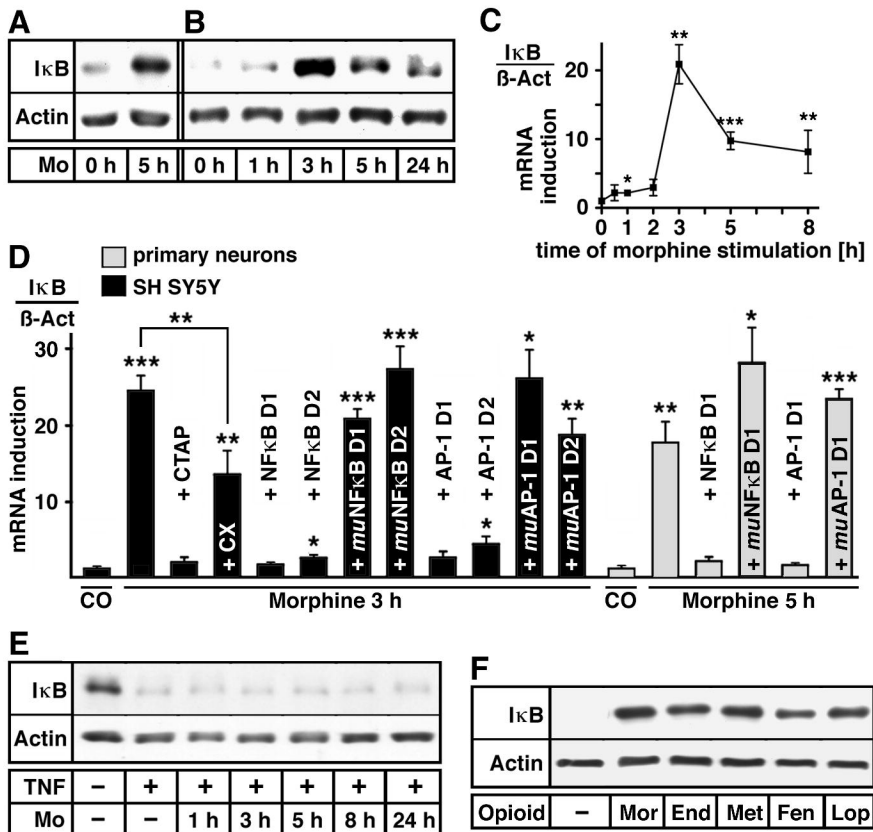 A
IκB
Actin
Mo 0 h 5 h
B
0 h 1 h 3 h 5 h 24 h
C
IκB
ß-Act
mRNA induction
20
10
0
*
**
***
**
0 1 2 3 5 8
time of morphine stimulation [h]
D
primary neurons
SH SY5Y
IκB
ß-Act
mRNA induction
30
20
10
**
***
+ CTAP
**
+ CX
+ NFκB D1
+ NFκB D2
*
***
+ muNFκB D1
***
+ muNFκB D2
+ AP-1 D1
+ AP-1 D2
*
*
+ muAP-1 D1
**
+ muAP-1 D2
**
+ NFκB D1
*
+ muNFκB D1
+ AP-1 D1
***
+ muAP-1 D1
CO Morphine 3 h CO Morphine 5 h
E
IκB
Actin
TNF – + + + + + +
Mo – – 1 h 3 h 5 h 8 h 24 h
F
IκB
Actin
Opioid – Mor End Met Fen Lop